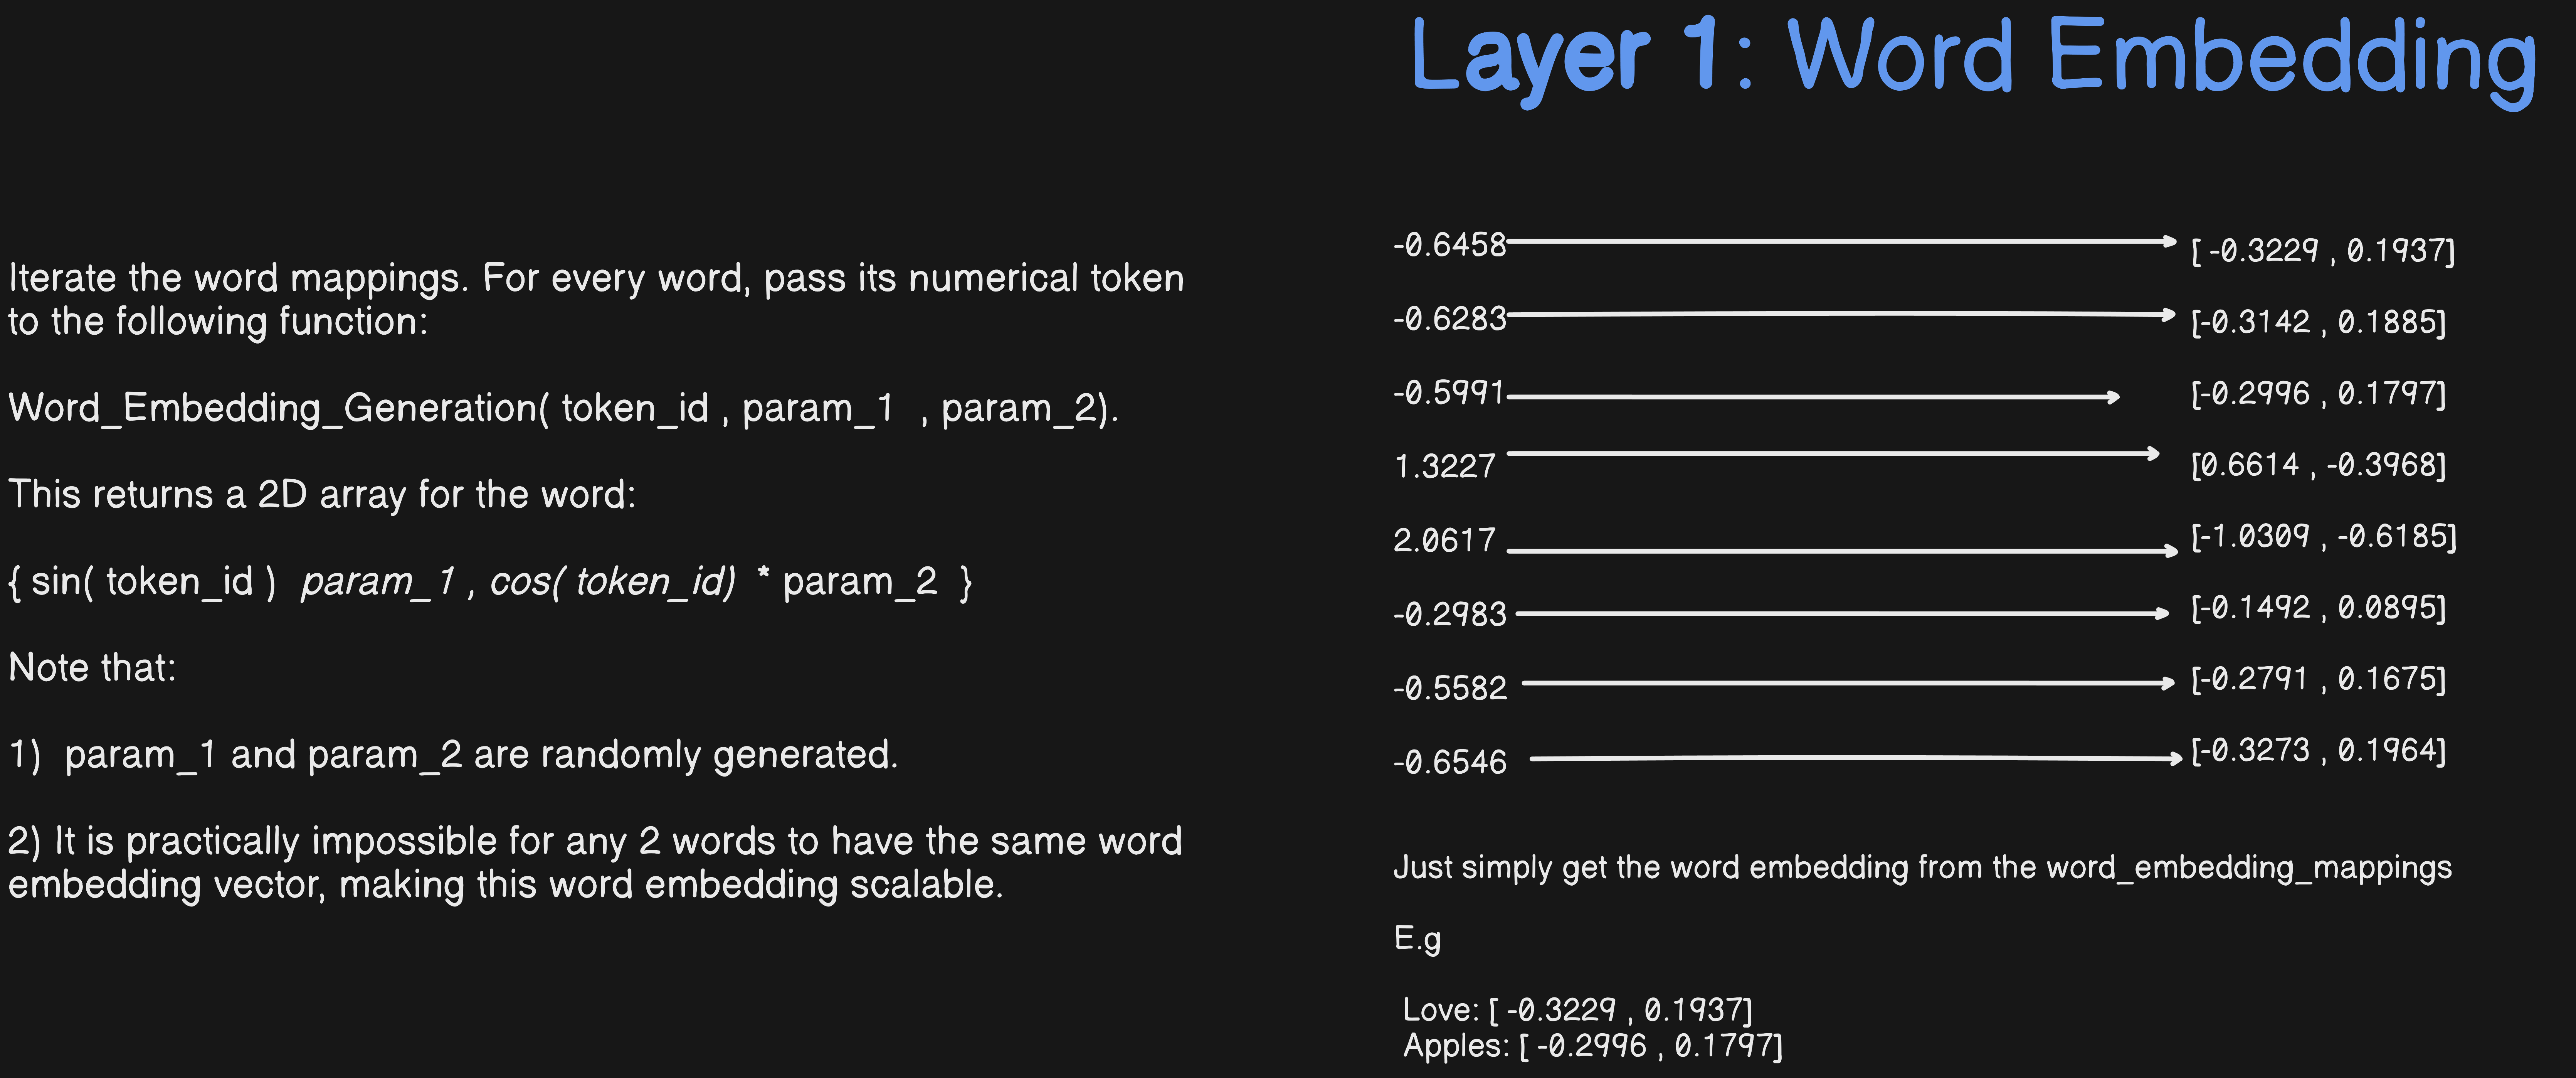 Layer 1: Word Embedding
Iterate the word mappings. For every word, pass its numerical token
to the following function:
Word_Embedding_Generation( token_id , param_1 , param_2).
This returns a 2D array for the word:
{ sin( token_id ) param_1 , cos( token_id) * param_2 }
Note that:
1) param_1 and param_2 are randomly generated.
2) It is practically impossible for any 2 words to have the same word
embedding vector, making this word embedding scalable.
-0.6458 [ -0.3229 , 0.1937]
-0.6283 [-0.3142 , 0.1885]
-0.5991 [-0.2996 , 0.1797]
1.3227 [0.6614 , -0.3968]
2.0617 [-1.0309 , -0.6185]
-0.2983 [-0.1492 , 0.0895]
-0.5582 [-0.2791 , 0.1675]
-0.6546 [-0.3273 , 0.1964]
Just simply get the word embedding from the word_embedding_mappings
E.g
Love: [ -0.3229 , 0.1937]
Apples: [ -0.2996 , 0.1797]